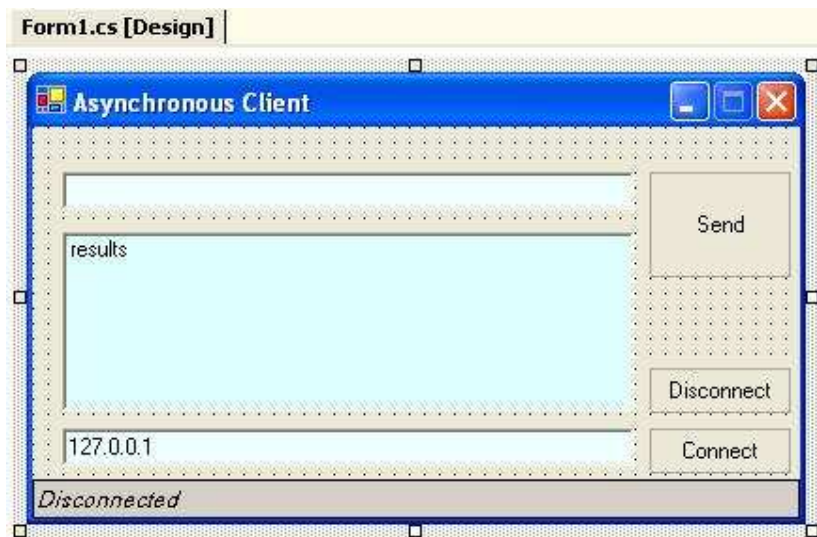 Form1.cs [Design]
Asynchronous Client
Send
results
Disconnect
127.0.0.1
Connect
Disconnected